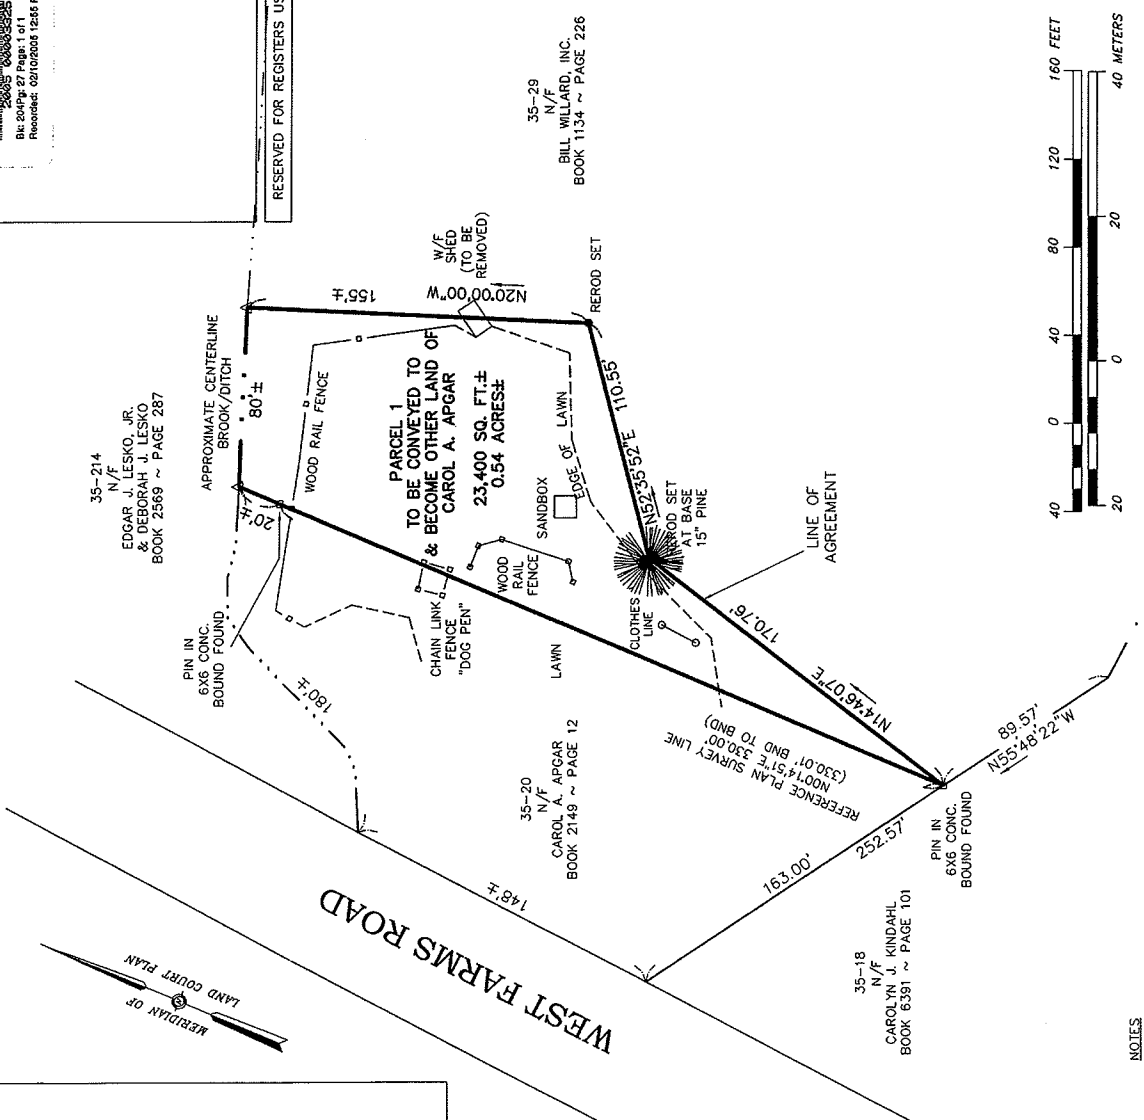 2005 00003325
Bk: 204Pg: 27 Page: 1 of 1
Recorded: 02/10/2005 12:55 P
RESERVED FOR REGISTERS US
35-214
N/F
EDGAR J. LESKO, JR.
& DEBORAH J. LESKO
BOOK 2569 ~ PAGE 287
35-29
N/F
BILL WILLARD, INC.
BOOK 1134 ~ PAGE 226
APPROXIMATE CENTERLINE
BROOK/DITCH
80'±
20'±
155'±
N20°00'00"W
W/F
SHED
(TO BE
REMOVED)
WOOD RAIL FENCE
PARCEL 1
TO BE CONVEYED TO
& BECOME OTHER LAND OF
CAROL A. APGAR
23,400 SQ. FT.±
0.54 ACRES±
REROD SET
110.55'
N52°35'52"E
EDGE OF LAWN
SANDBOX
WOOD
RAIL
FENCE
REROD SET
AT BASE
15" PINE
PIN IN
6X6 CONC.
BOUND FOUND
CHAIN LINK
FENCE
"DOG PEN"
CLOTHES
LINE
LAWN
LINE OF
AGREEMENT
170.76'
N14°46'07"E
180'±
REFERENCE PLAN SURVEY LINE
N00°14'51"E 330.00'
(330.01' BND TO BND)
35-20
N/F
CAROL A. APGAR
BOOK 2149 ~ PAGE 12
148'±
WEST FARMS ROAD
MERIDIAN OF
LAND COURT PLAN
163.00'
252.57'
89.57'
N55°48'22"W
PIN IN
6X6 CONC.
BOUND FOUND
35-18
N/F
CAROLYN J. KINDAHL
BOOK 6391 ~ PAGE 101
40 0 40 80 120 160 FEET
20 0 20 40 METERS
NOTES